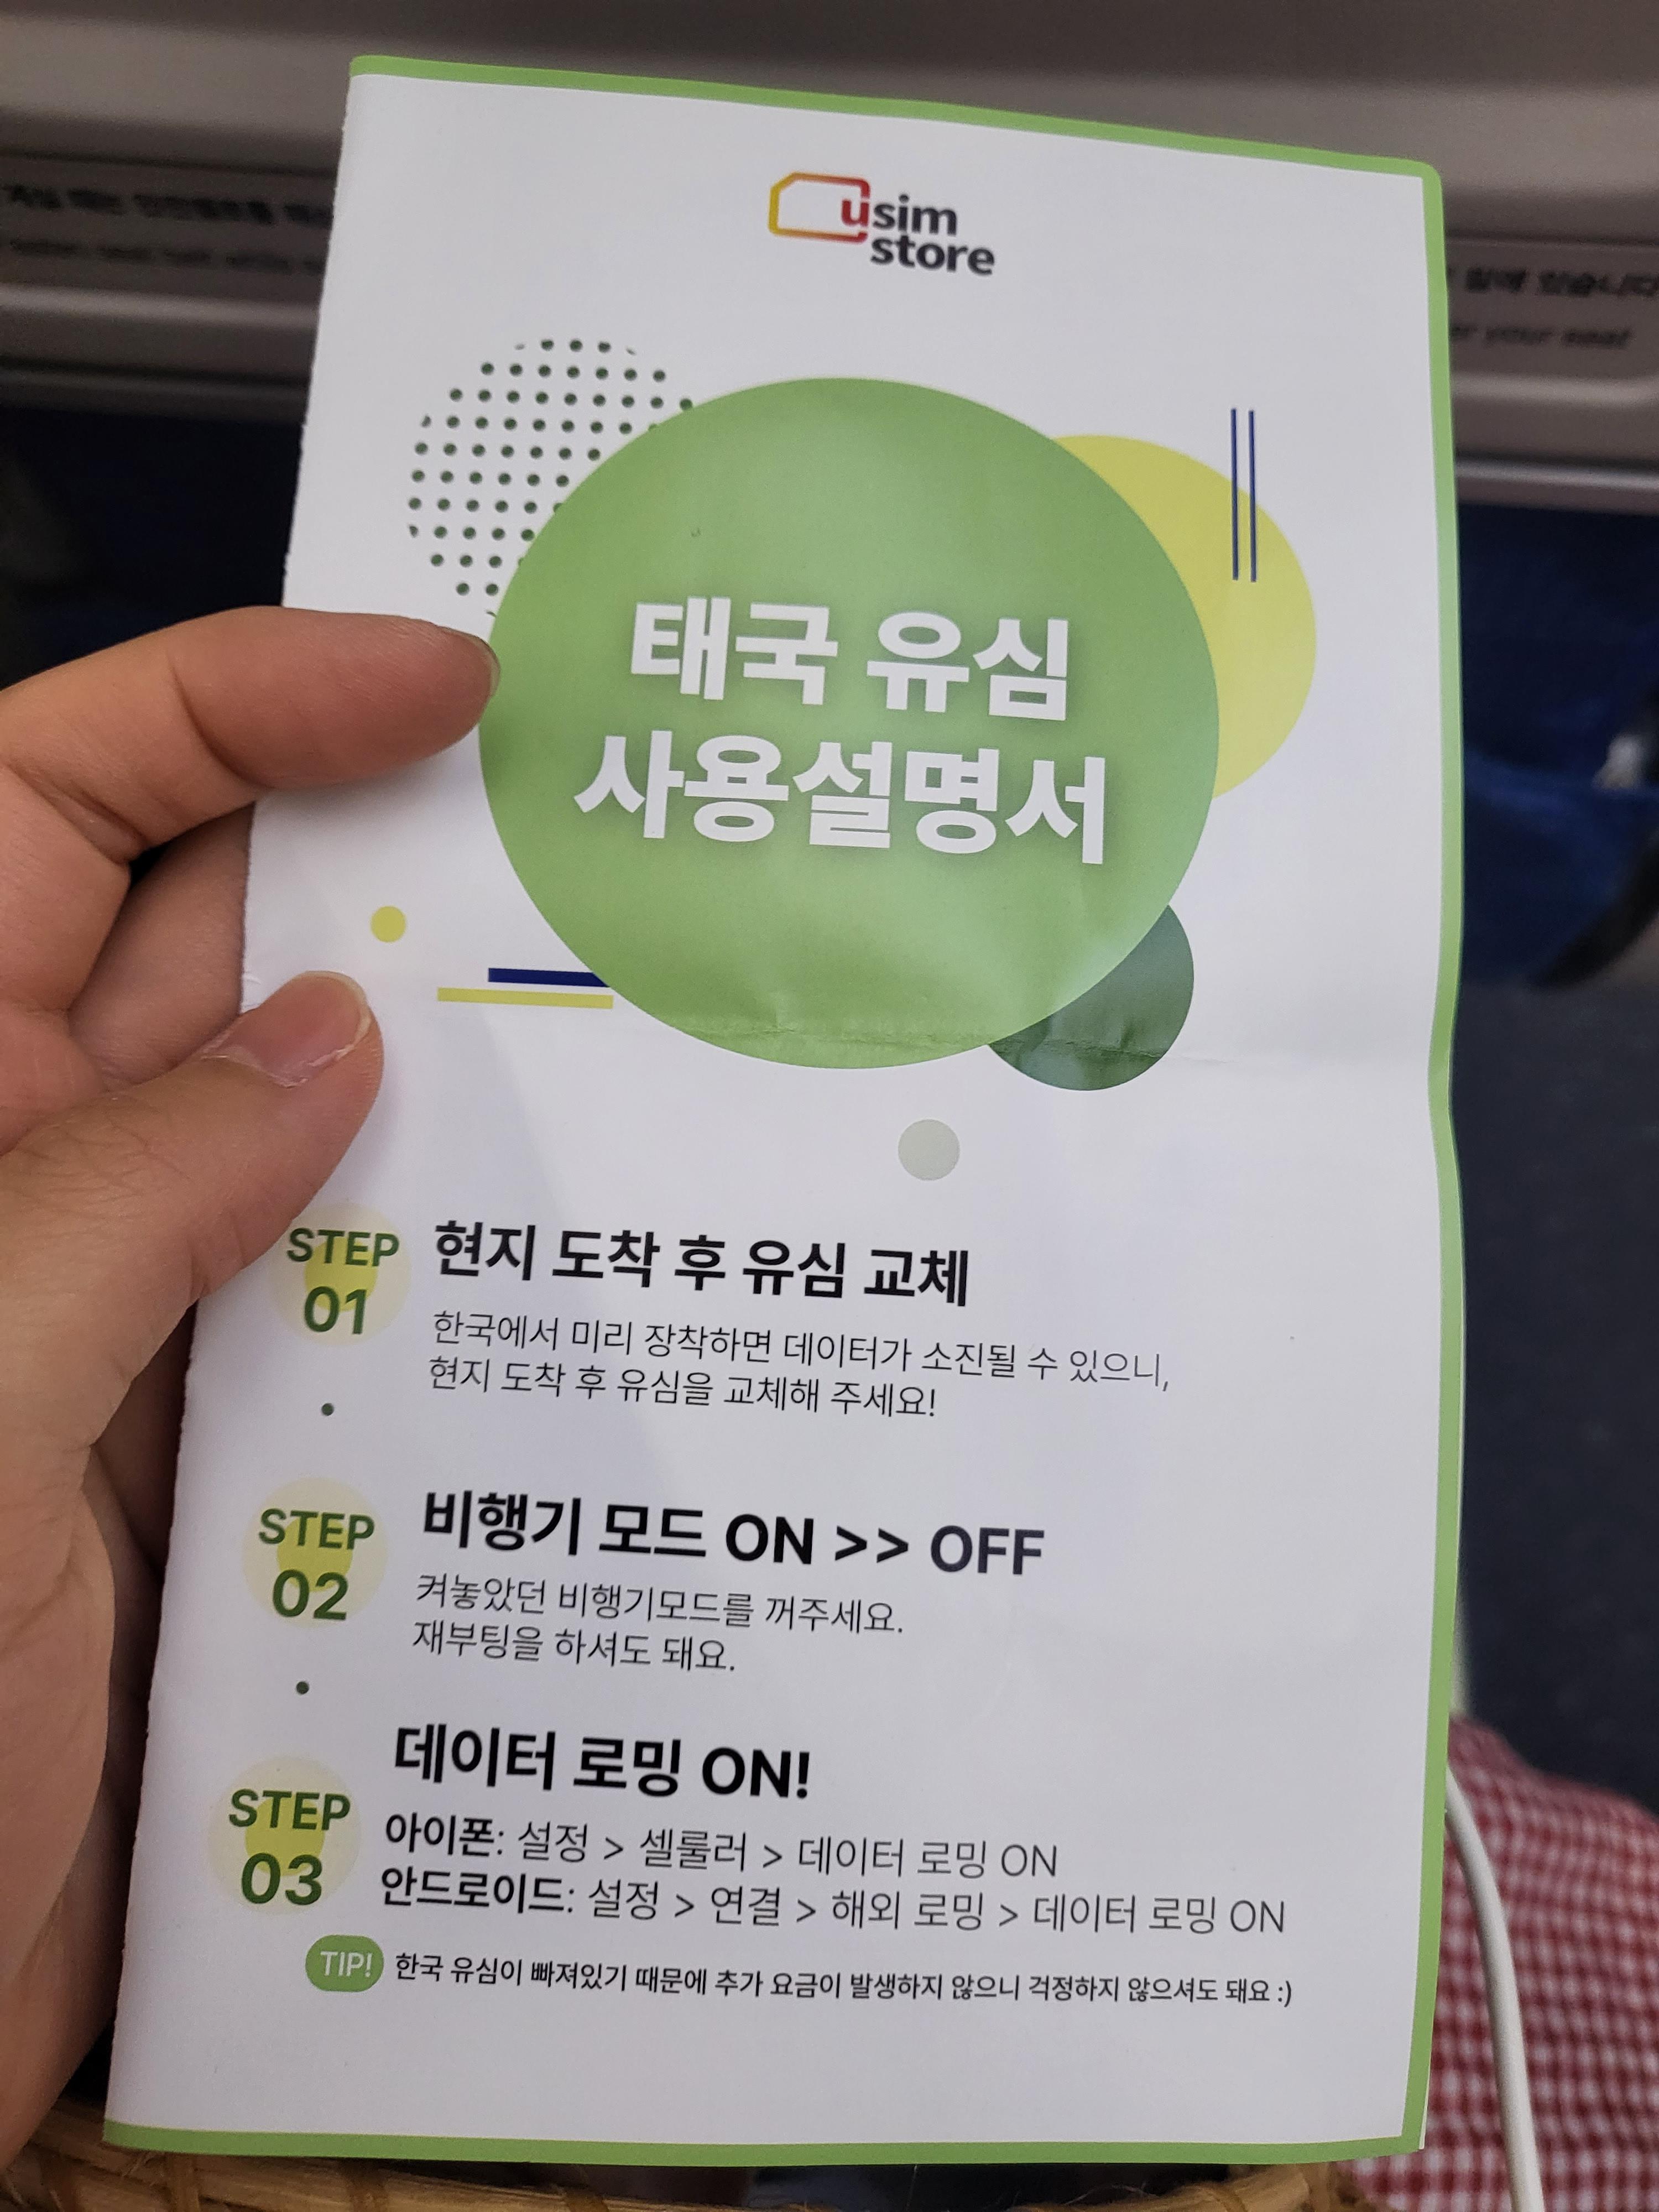 usim
store
태국 유심
사용설명서
STEP
01
현지 도착 후 유심 교체
한국에서 미리 장착하면 데이터가 소진될 수 있으니,
현지 도착 후 유심을 교체해 주세요!
STEP
02
비행기 모드 ON >> OFF
켜놓았던 비행기모드를 꺼주세요.
재부팅을 하셔도 돼요.
STEP
03
데이터 로밍 ON!
아이폰: 설정 > 셀룰러 > 데이터 로밍 ON
안드로이드: 설정 > 연결 > 해외 로밍 > 데이터 로밍 ON
TIP! 한국 유심이 빠져있기 때문에 추가 요금이 발생하지 않으니 걱정하지 않으셔도 돼요 :)
있습니다
your seat